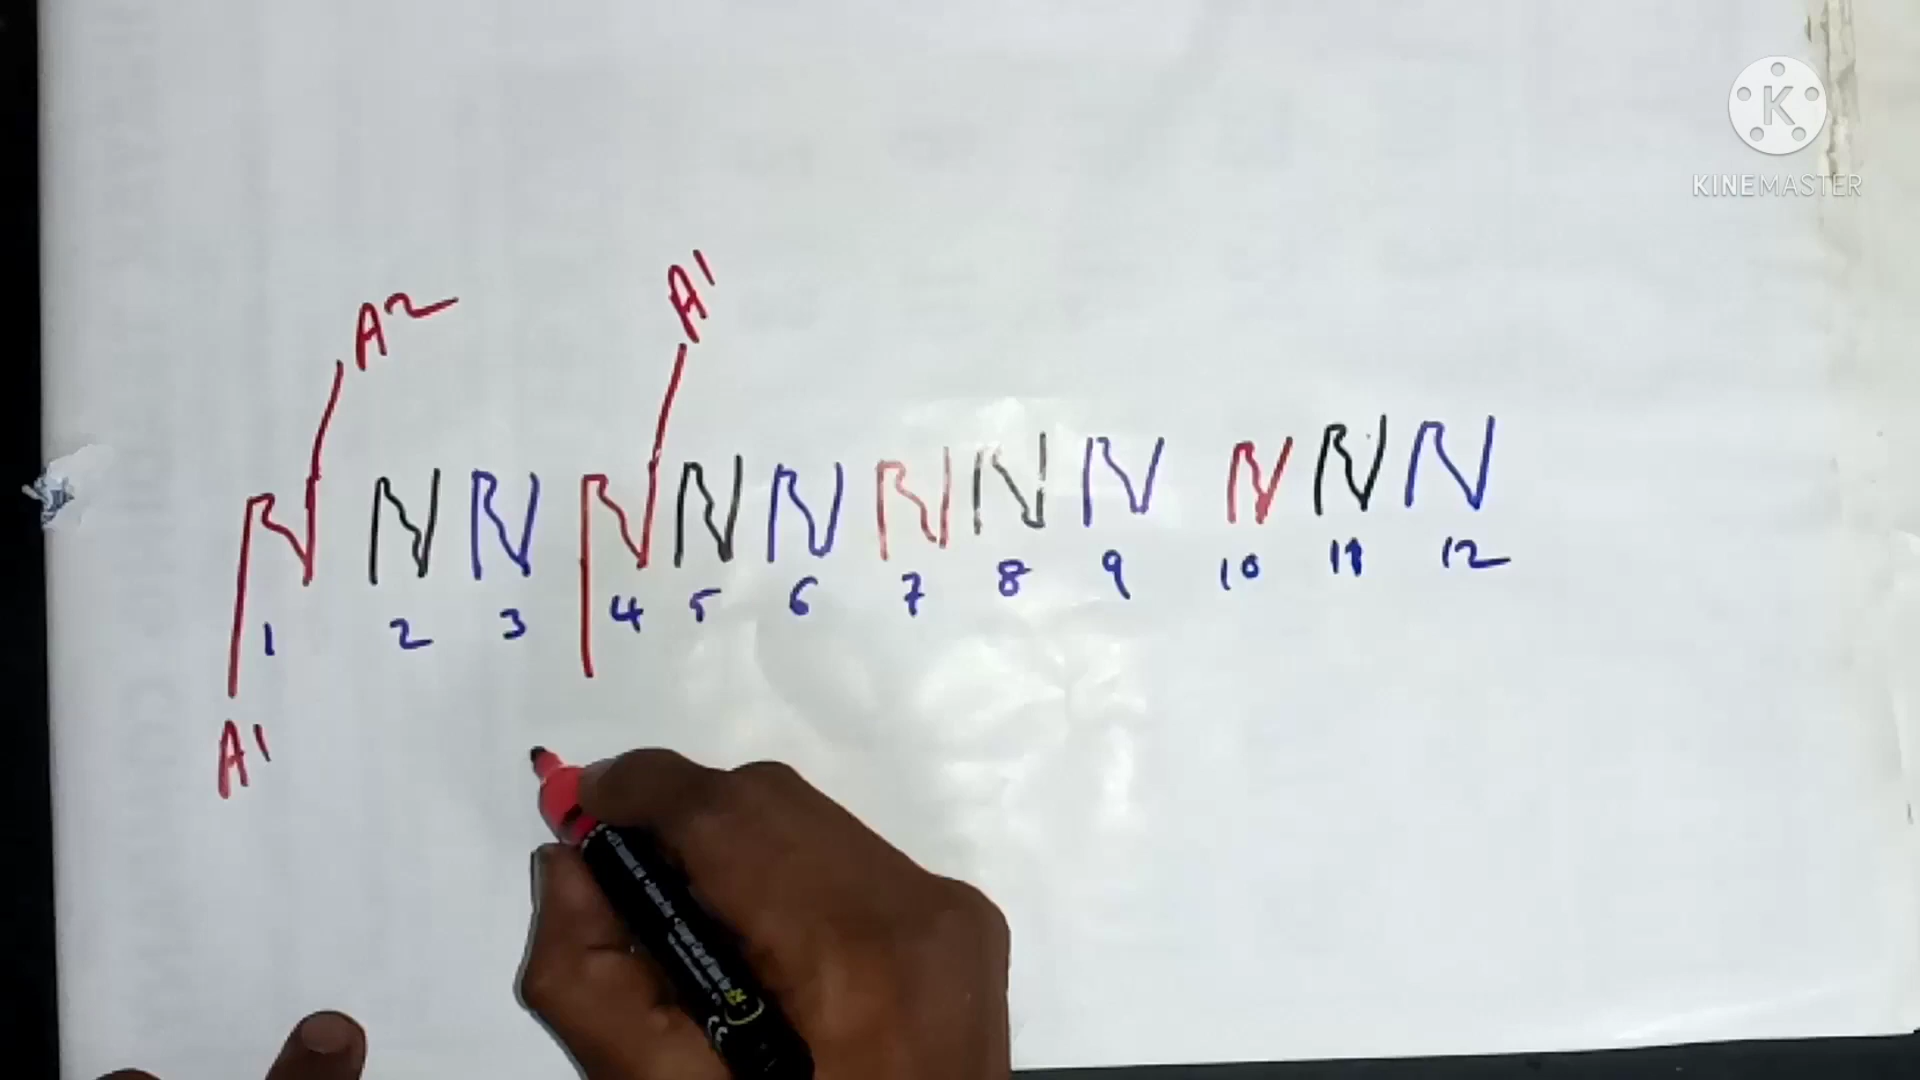 K
KINEMASTER
A2 A1
N N N N N N N N N N N N
1 2 3 4 5 6 7 8 9 10 11 12
A1